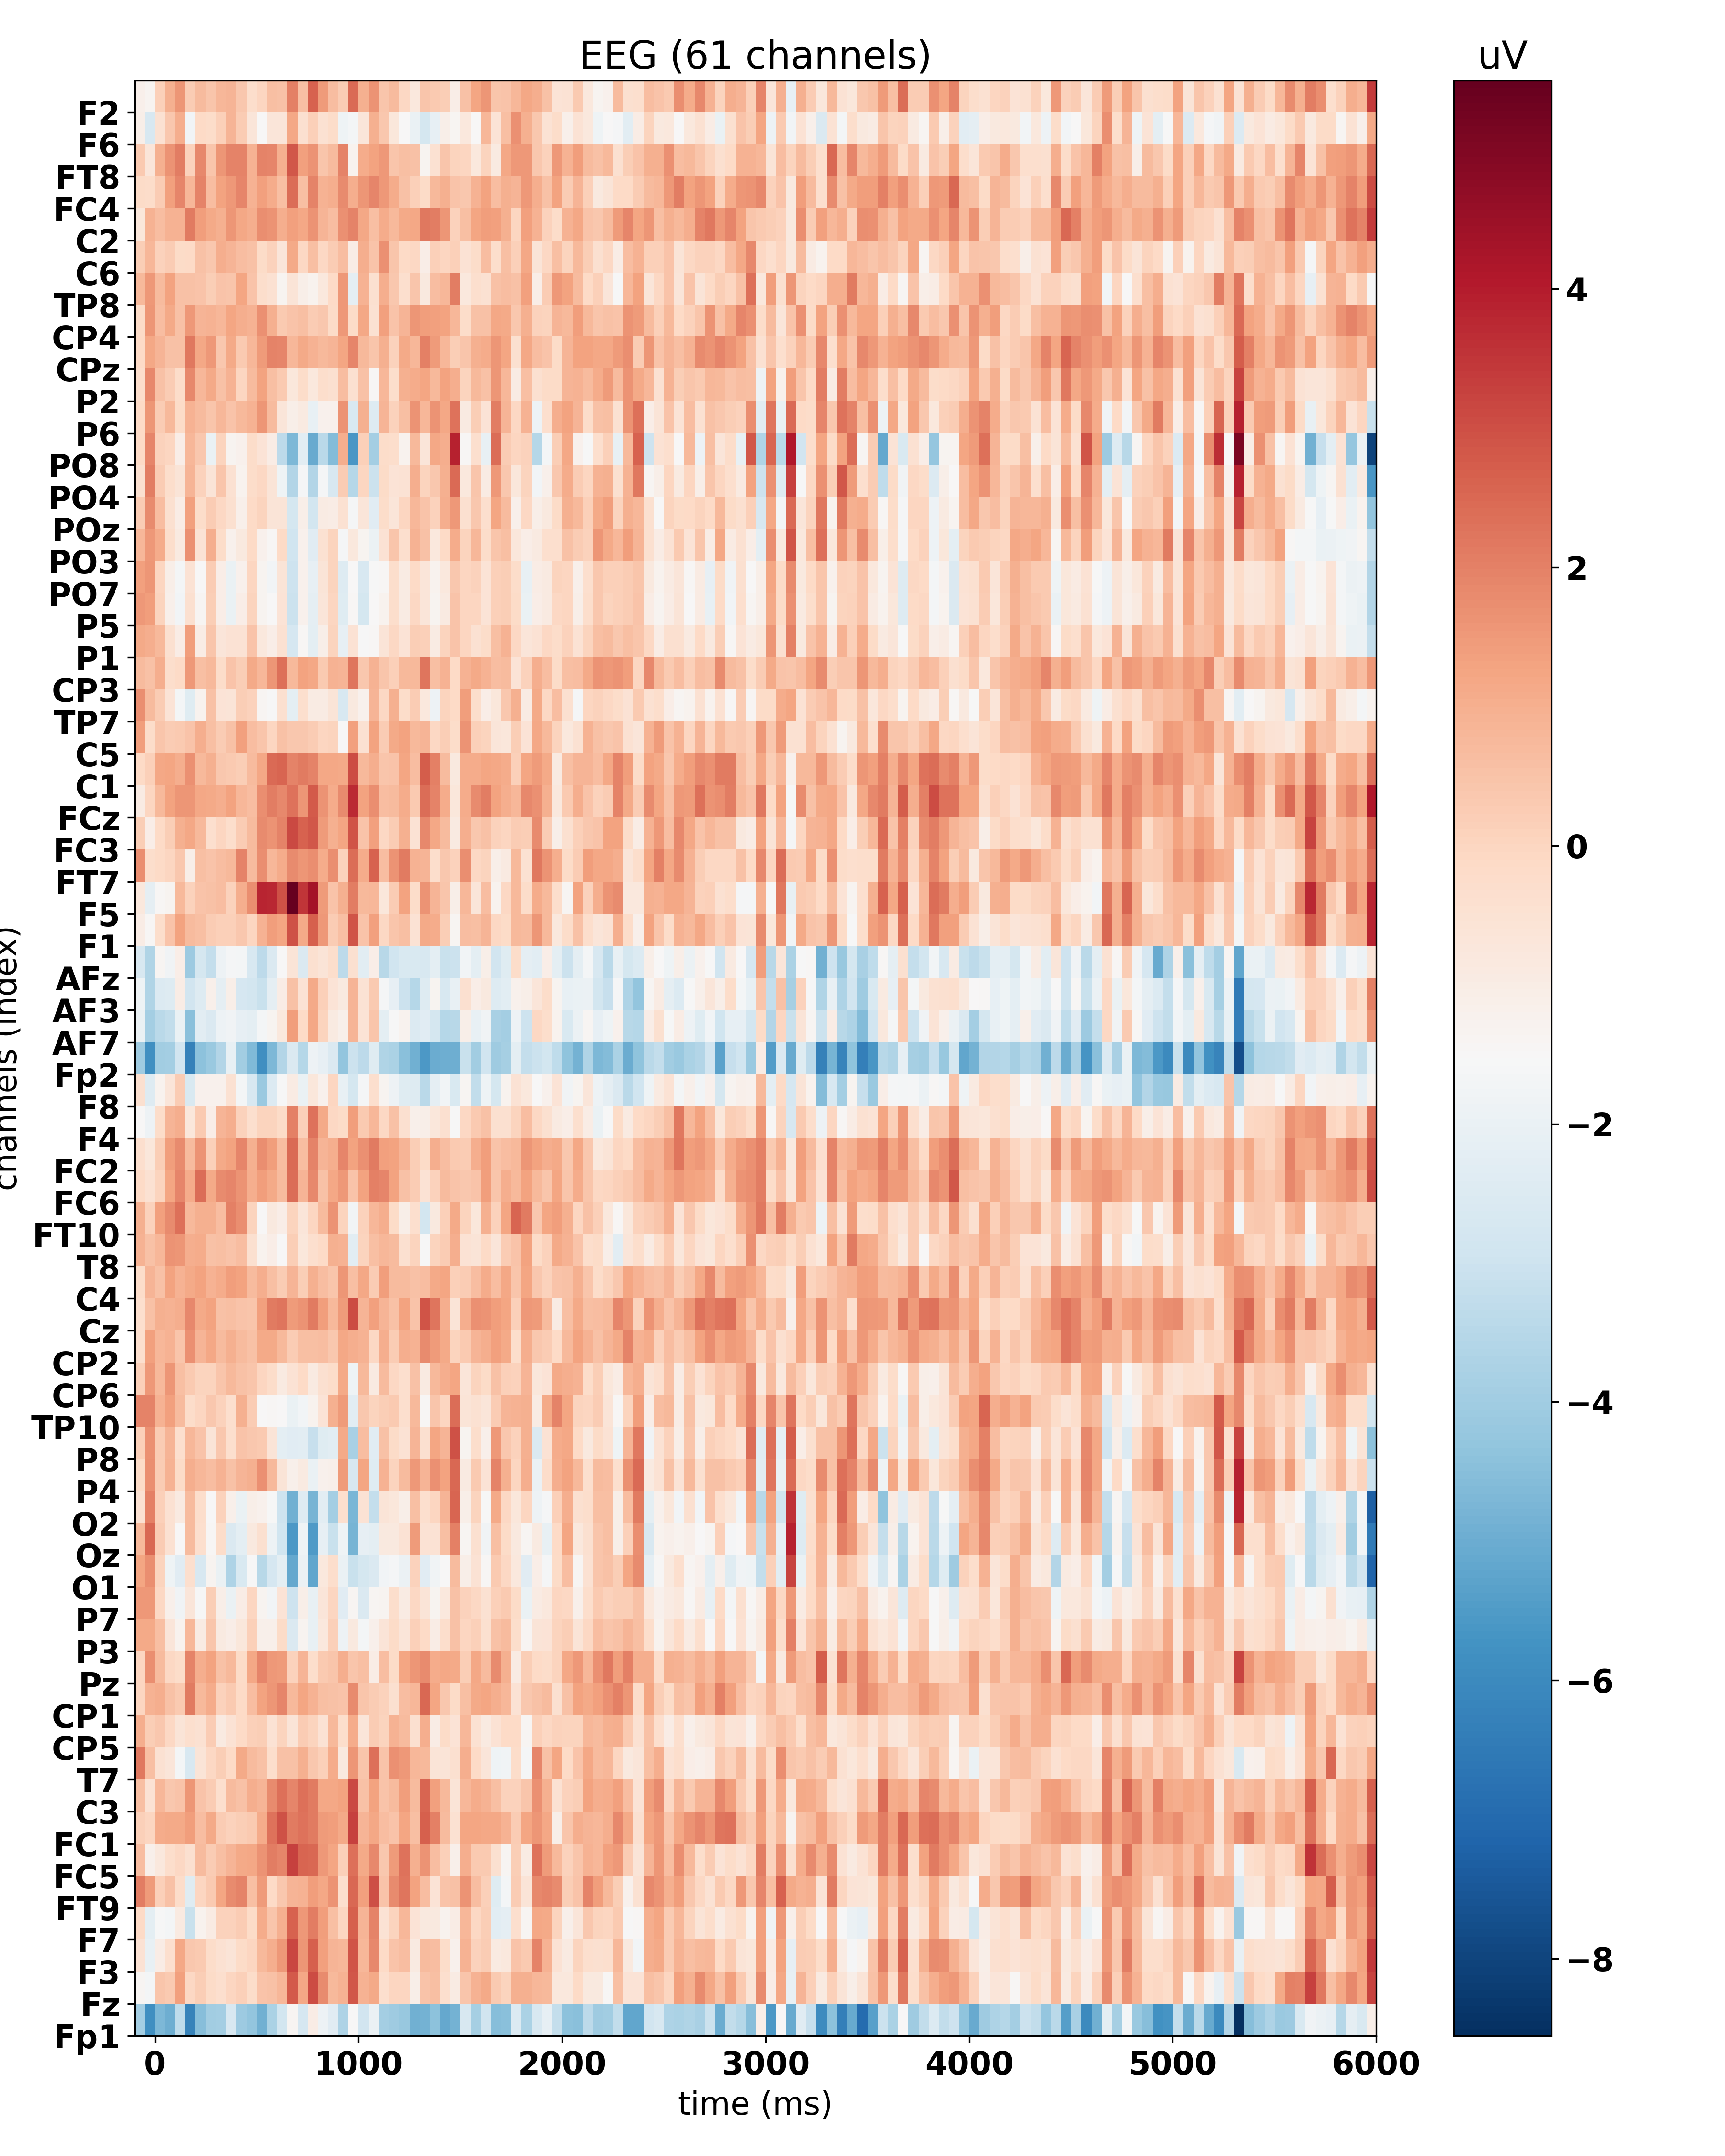 EEG (61 channels)
uV
F2
F6
FT8
FC4
C2
C6
TP8
CP4
CPz
P2
P6
PO8
PO4
POz
PO3
PO7
P5
P1
CP3
TP7
C5
C1
FCz
FC3
FT7
F5
F1
AFz
AF3
AF7
Fp2
F8
F4
FC2
FC6
FT10
T8
C4
Cz
CP2
CP6
TP10
P8
P4
O2
Oz
O1
P7
P3
Pz
CP1
CP5
T7
C3
FC1
FC5
FT9
F7
F3
Fz
Fp1
channels (index)
0 1000 2000 3000 4000 5000 6000
time (ms)
4
2
0
−2
−4
−6
−8